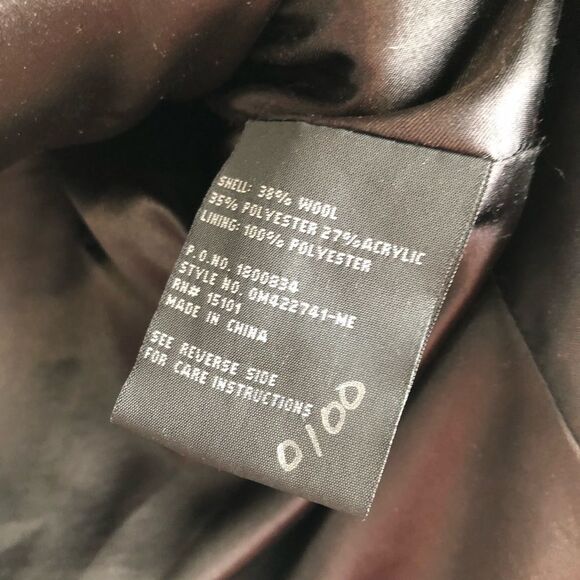 SHELL: 38% WOOL
35% POLYESTER 27%ACRYLIC
LINING: 100% POLYESTER
P.O.NO. 1800834
STYLE NO. OM422741-ME
RN# 15101
MADE IN CHINA
SEE REVERSE SIDE
FOR CARE INSTRUCTIONS
0100